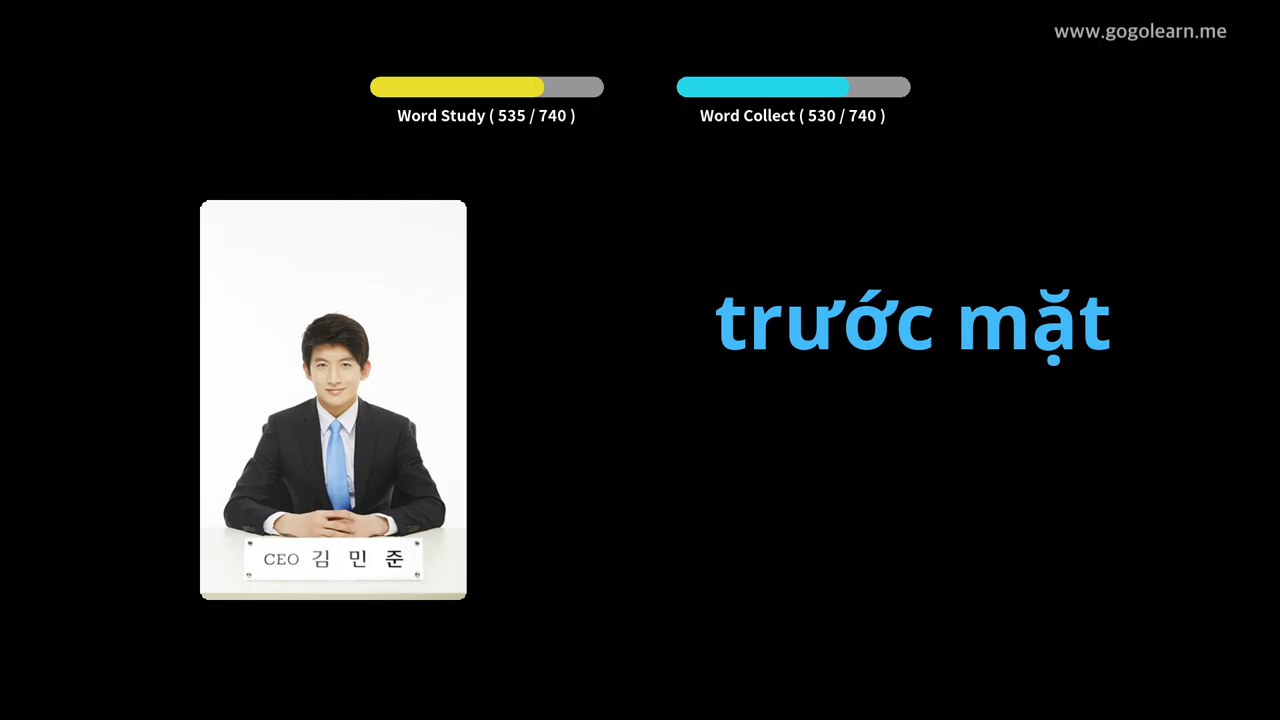 www.gogolearn.me
Word Study ( 535 / 740 )
Word Collect ( 530 / 740 )
trước mặt
CEO 김 민 준